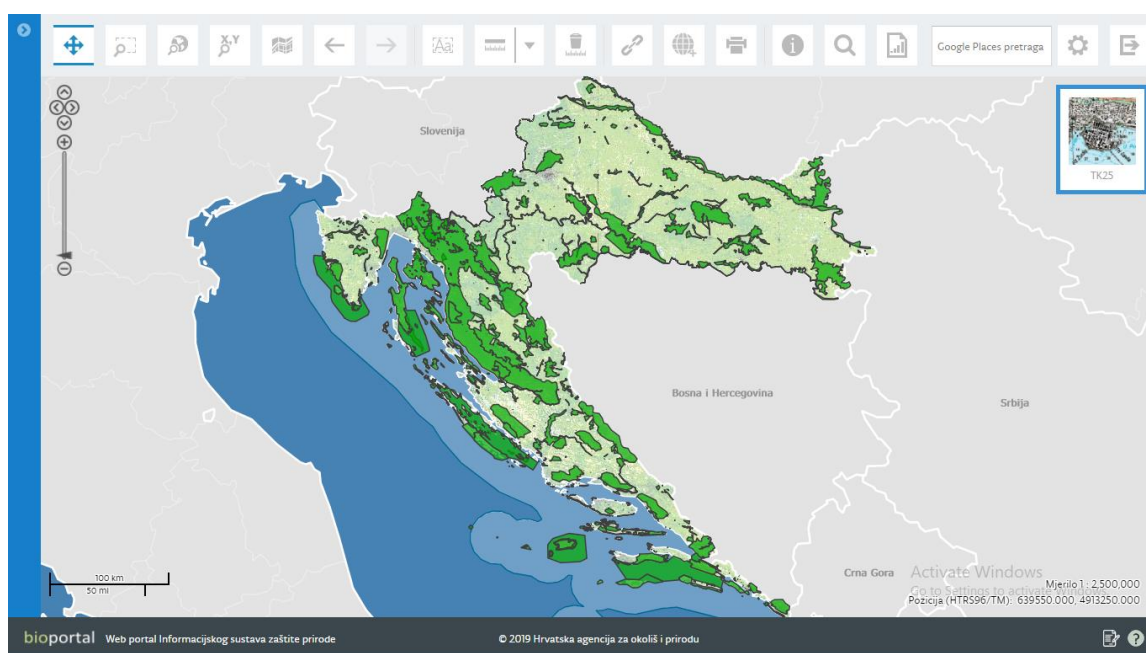 X,Y
Aa
Google Places pretraga
TK25
Slovenija
Bosna i Hercegovina
Srbija
Crna Gora
Activate Windows
Go to Settings to activate Windows.
Mjerilo 1 : 2,500,000
Pozicija (HTRS96/TM): 639550.000, 4913250.000
100 km
50 mi
bioportal Web portal Informacijskog sustava zaštite prirode © 2019 Hrvatska agencija za okoliš i prirodu